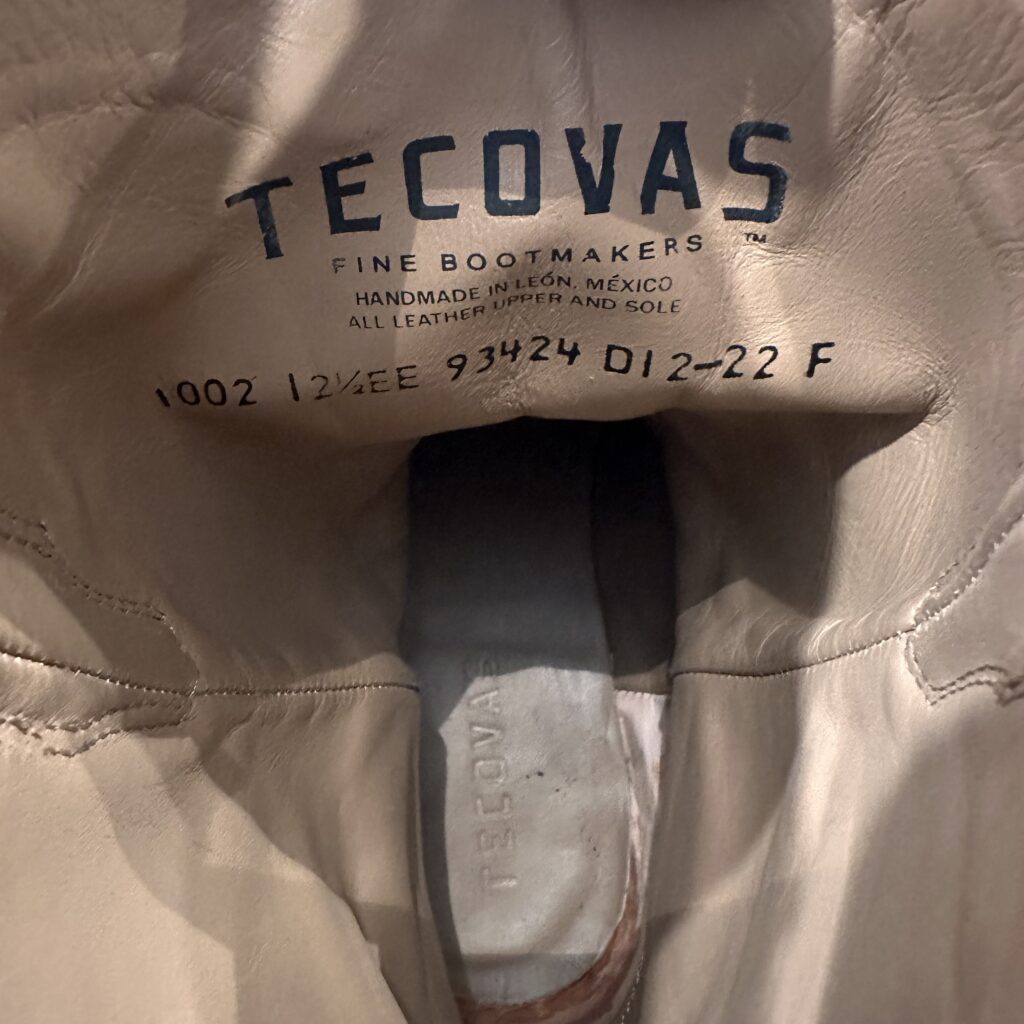 TECOVAS
FINE BOOTMAKERS ™
HANDMADE IN LEÓN, MÉXICO
ALL LEATHER UPPER AND SOLE
1002 12½EE 93424 D12-22 F
TECOVAS